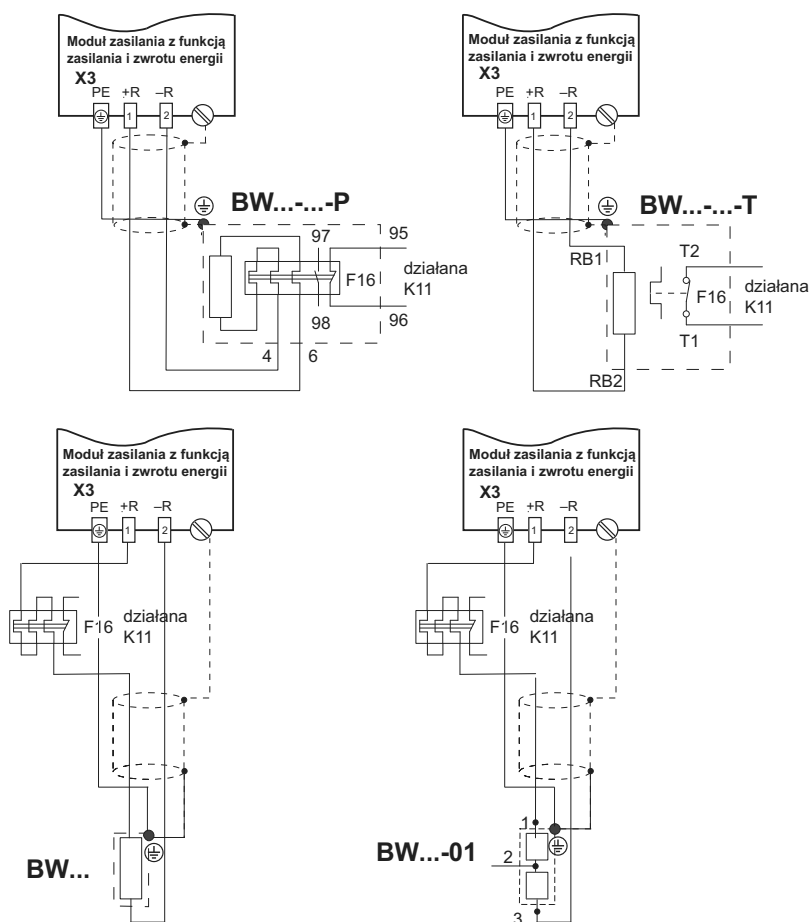 Moduł zasilania z funkcją
zasilania i zwrotu energii
X3
PE +R –R
1 2
BW...-...-P
97 95
F16
działana
K11
98 96
4 6
Moduł zasilania z funkcją
zasilania i zwrotu energii
X3
PE +R –R
1 2
BW...-...-T
RB1
T2
F16
działana
K11
T1
RB2
Moduł zasilania z funkcją
zasilania i zwrotu energii
X3
PE +R –R
1 2
F16
działana
K11
BW...
Moduł zasilania z funkcją
zasilania i zwrotu energii
X3
PE +R –R
1 2
F16
działana
K11
1
BW...-01
2
3